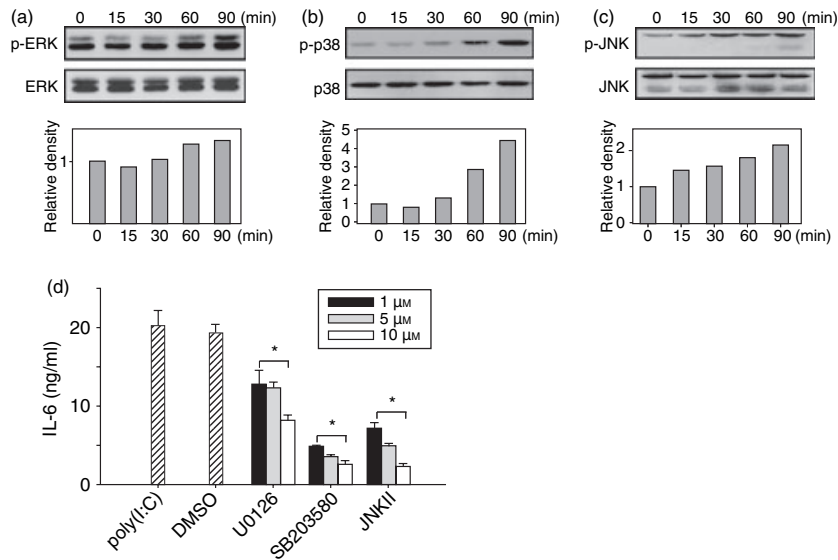 (a) 0 15 30 60 90 (min)
p-ERK
ERK
Relative density
1
0 15 30 60 90 (min)
(b) 0 15 30 60 90 (min)
p-p38
p38
Relative density
5
4
3
2
1
0
0 15 30 60 90 (min)
(c) 0 15 30 60 90 (min)
p-JNK
JNK
Relative density
2
1
0
0 15 30 60 90 (min)
(d)
IL-6 (ng/ml)
20
10
0
1 μM
5 μM
10 μM
*
*
*
poly(I:C)
DMSO
U0126
SB203580
JNKII